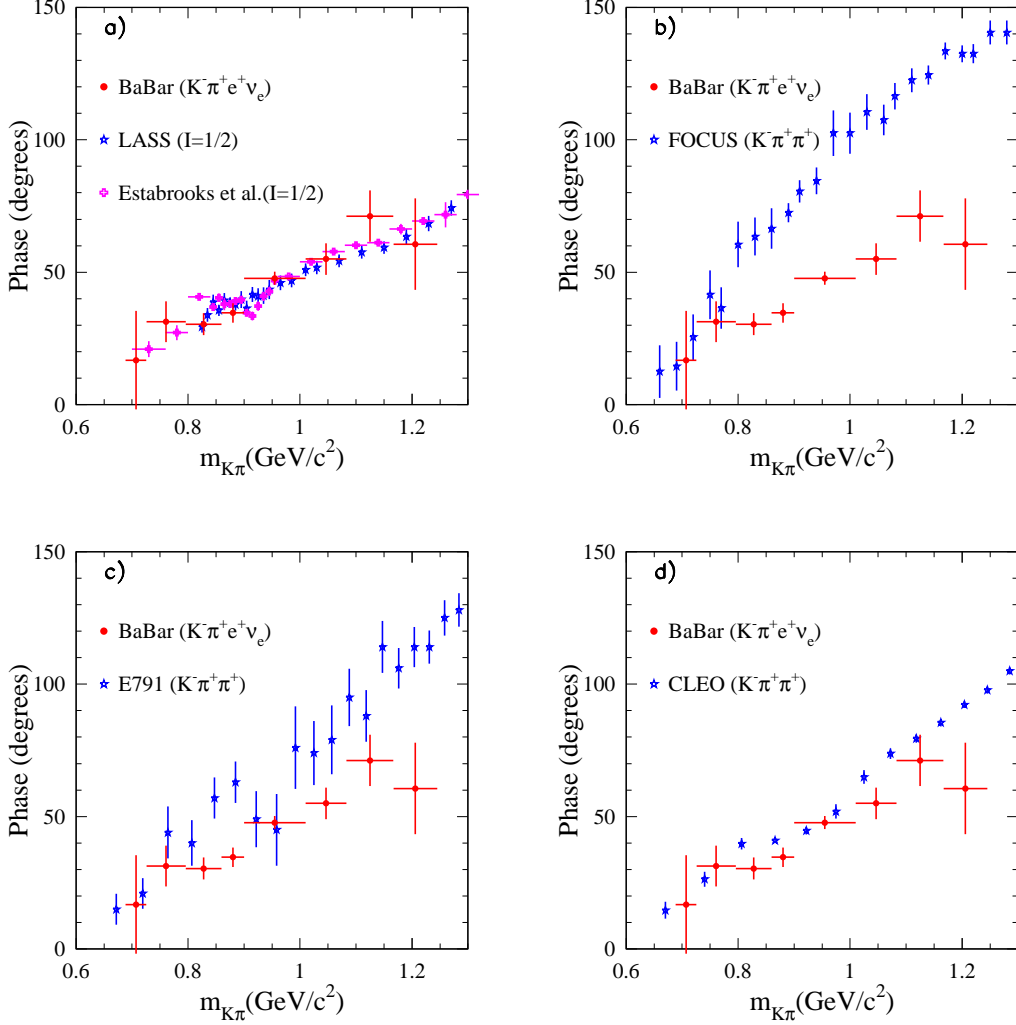 a)
BaBar (K⁻π⁺e⁺νₑ)
LASS (I=1/2)
Estabrooks et al.(I=1/2)
Phase (degrees)
150
100
50
0
0.6 0.8 1 1.2
m_Kπ(GeV/c²)
b)
BaBar (K⁻π⁺e⁺νₑ)
FOCUS (K⁻π⁺π⁺)
Phase (degrees)
150
100
50
0
0.6 0.8 1 1.2
m_Kπ(GeV/c²)
c)
BaBar (K⁻π⁺e⁺νₑ)
E791 (K⁻π⁺π⁺)
Phase (degrees)
150
100
50
0
0.6 0.8 1 1.2
m_Kπ(GeV/c²)
d)
BaBar (K⁻π⁺e⁺νₑ)
CLEO (K⁻π⁺π⁺)
Phase (degrees)
150
100
50
0
0.6 0.8 1 1.2
m_Kπ(GeV/c²)